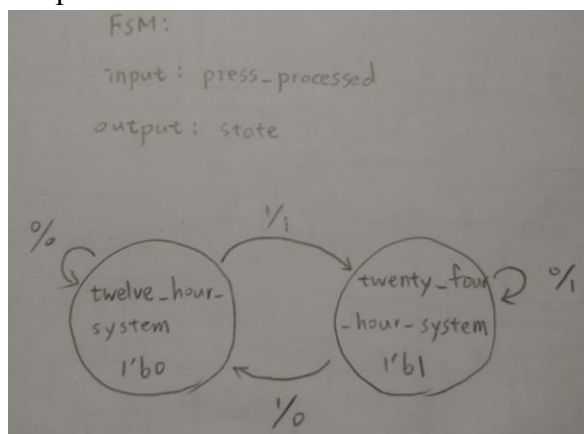 FSM:
input: press_processed
output: state
1/1
0/0
twelve_hour_
system
1'b0
twenty_four
_hour_system
1'b1
0/1
1/0